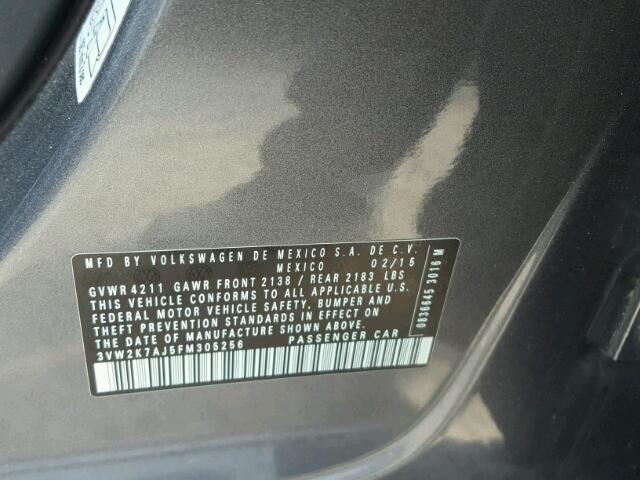 MFD BY VOLKSWAGEN DE MEXICO S.A. DE C.V.
MEXICO 02/15
GVWR 4211 GAWR FRONT 2138 / REAR 2183 LBS
THIS VEHICLE CONFORMS TO ALL APPLICABLE U.S.
FEDERAL MOTOR VEHICLE SAFETY, BUMPER AND
THEFT PREVENTION STANDARDS IN EFFECT ON
THE DATE OF MANUFACTURE SHOWN ABOVE.
3VW2K7AJ5FM305256 PASSENGER CAR
0836645 3010 M